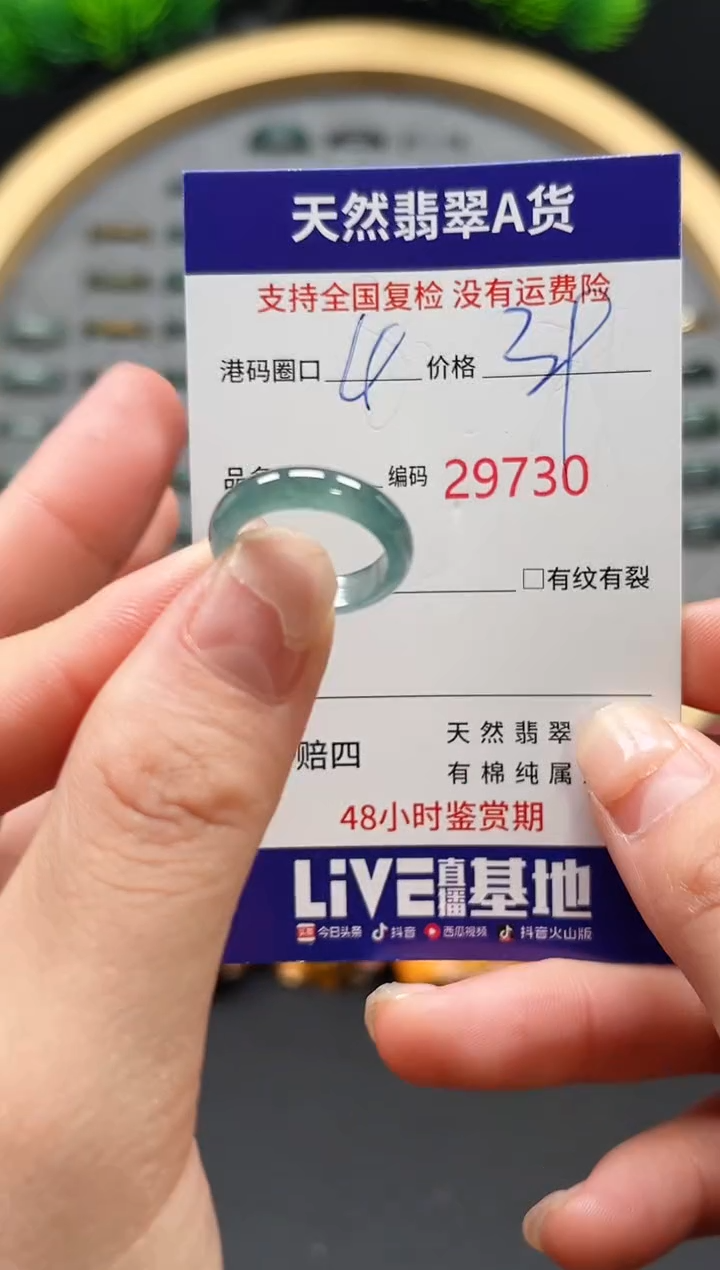 天然翡翠A货
支持全国复检 没有运费险
港码圈口 价格
编码 29730
□有纹有裂
赔四
天然翡翠
有棉纯属
48小时鉴赏期
LiVE直播基地
头条 今日头条 抖音 西瓜视频 抖音火山版